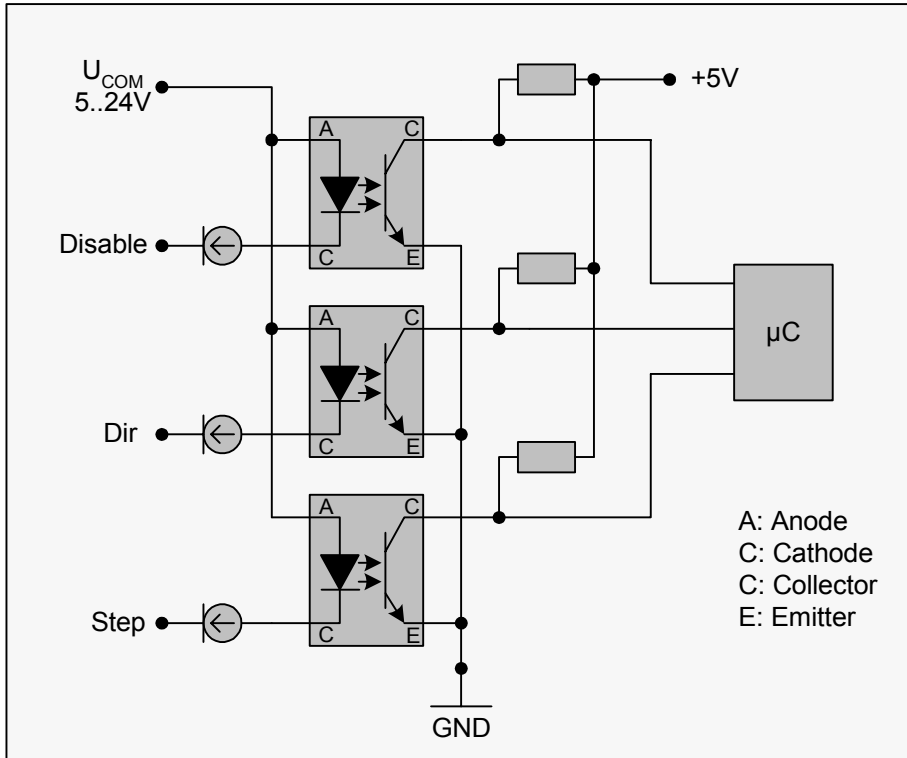 U_COM
5..24V
+5V
A
C
Disable
C
E
A
C
µC
Dir
C
E
A
C
A: Anode
C: Cathode
C: Collector
E: Emitter
Step
C
E
GND